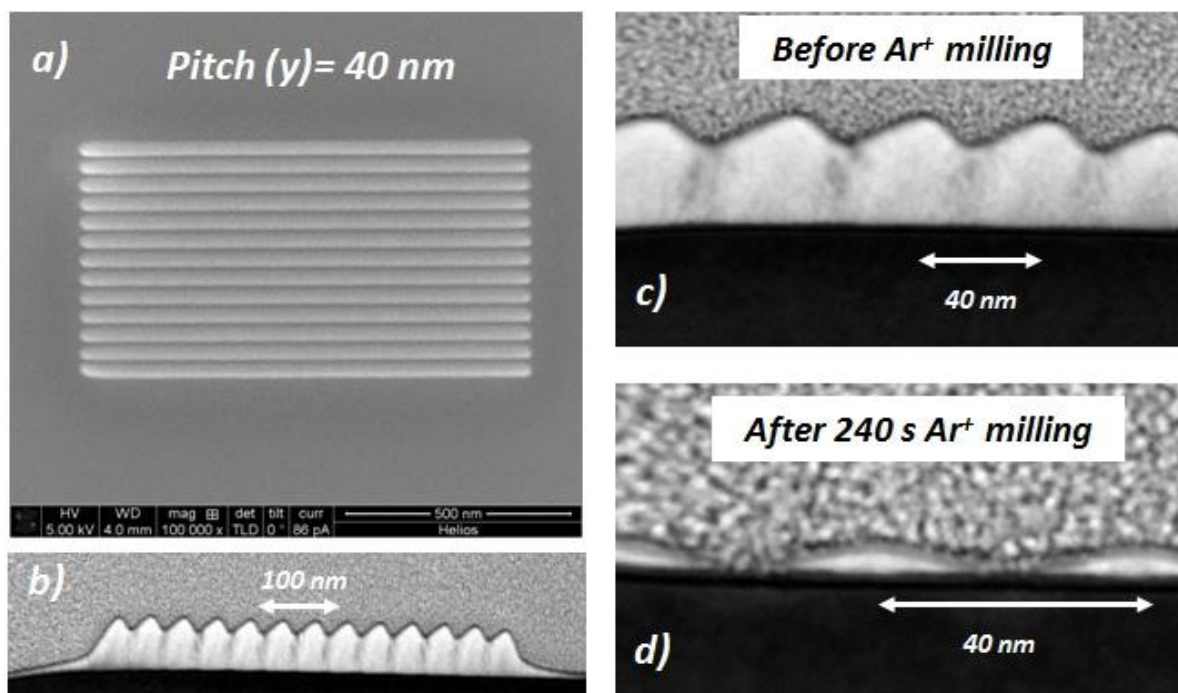 a)
Pitch (y)= 40 nm
HV WD mag ⊞ det tilt curr
5.00 kV 4.0 mm 100 000 x TLD 0 ° 86 pA
500 nm
Helios
b)
100 nm
Before Ar⁺ milling
c)
40 nm
After 240 s Ar⁺ milling
d)
40 nm